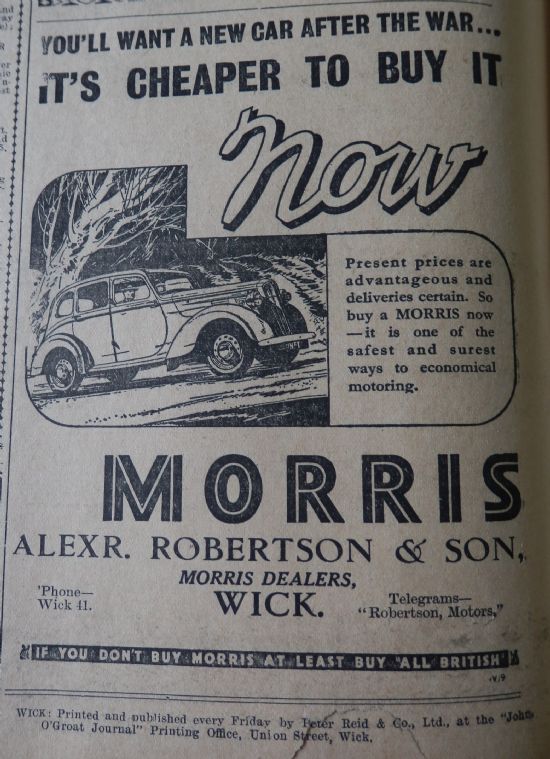 YOU'LL WANT A NEW CAR AFTER THE WAR...
IT'S CHEAPER TO BUY IT
Now
Present prices are
advantageous and
deliveries certain. So
buy a MORRIS now
—it is one of the
safest and surest
ways to economical
motoring.
MORRIS
ALEXR. ROBERTSON & SON,
MORRIS DEALERS,
'Phone—
Wick 41.
WICK.
Telegrams—
"Robertson, Motors,"
IF YOU DON'T BUY MORRIS AT LEAST BUY "ALL BRITISH"
WICK: Printed and published every Friday by Peter Reid & Co., Ltd., at the "John
O'Groat Journal" Printing Office, Union Street, Wick.